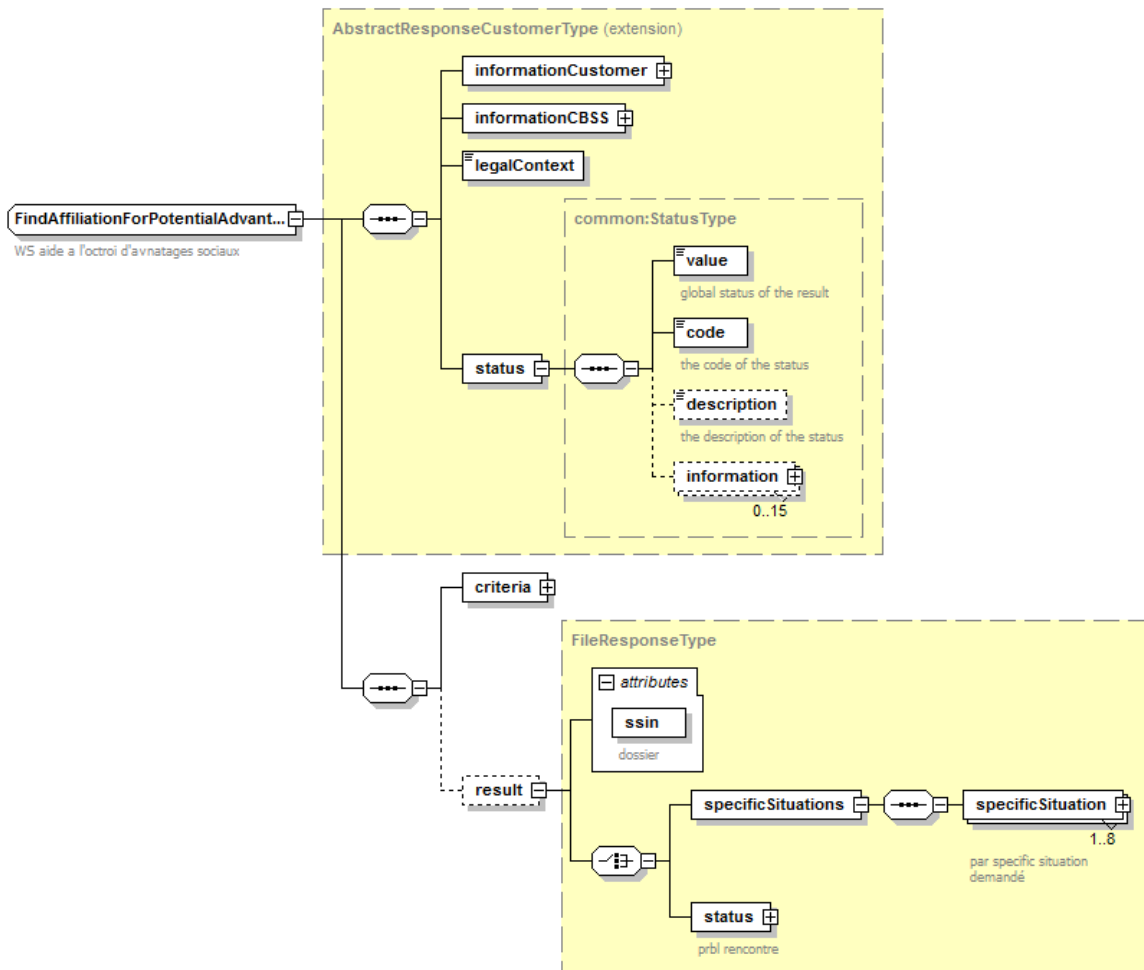 AbstractResponseCustomerType (extension)
informationCustomer
informationCBSS
legalContext
FindAffiliationForPotentialAdvant...
WS aide a l'octroi d'avnatages sociaux
common:StatusType
value
global status of the result
code
the code of the status
status
description
the description of the status
information
0..15
criteria
FileResponseType
attributes
ssin
dossier
result
specificSituations
specificSituation
1..8
par specific situation
demandé
status
prbl rencontre